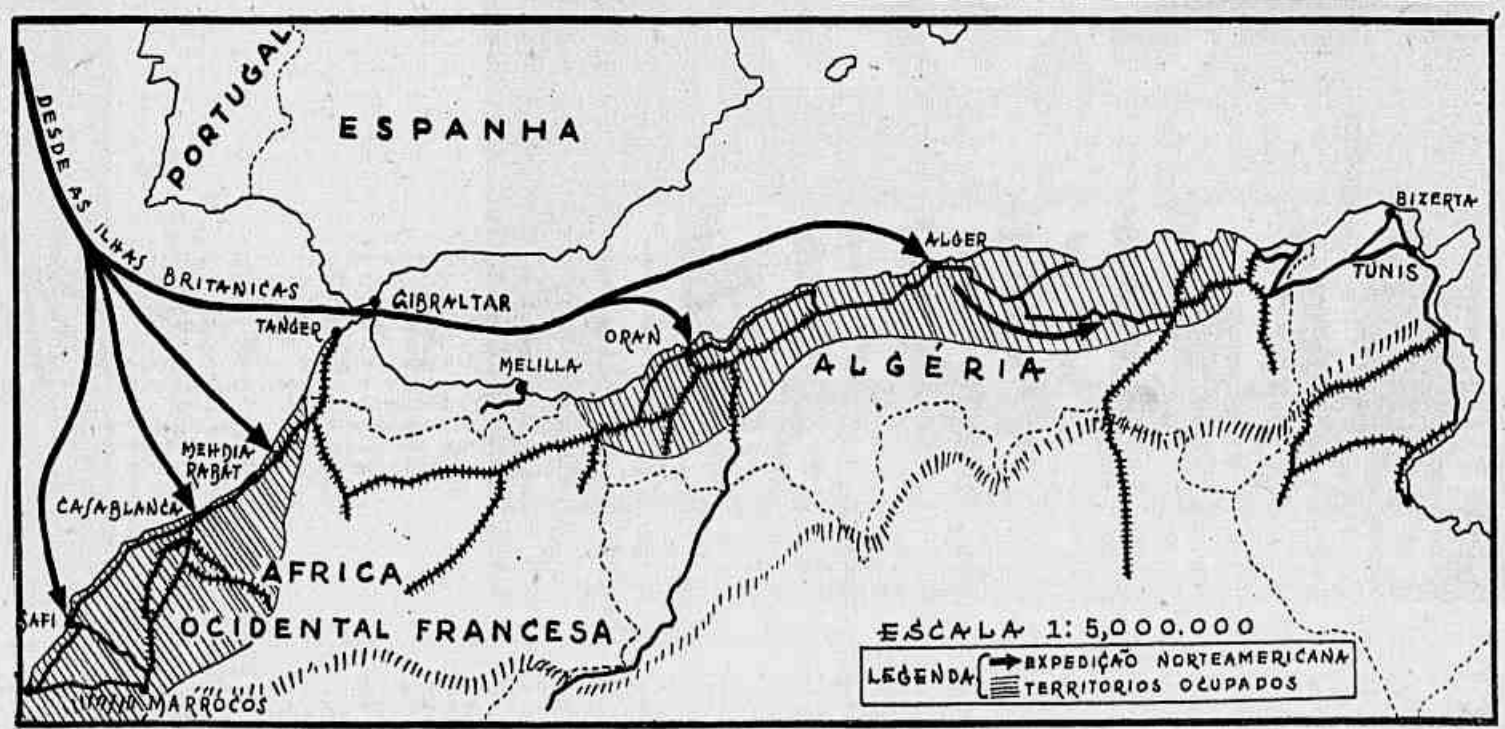 PORTUGAL
ESPANHA
DESDE AS ILHAS BRITANICAS
GIBRALTAR
TANGER
MELILLA
ORAN
ALGER
BIZERTA
TUNIS
ALGÉRIA
MEHDIA-
RABAT
CASABLANCA
SAFI
ÁFRICA
OCIDENTAL FRANCESA
MARROCOS
ESCALA 1:5,000.000
LEGENDA
EXPEDIÇÃO NORTEAMERICANA
TERRITORIOS OCUPADOS